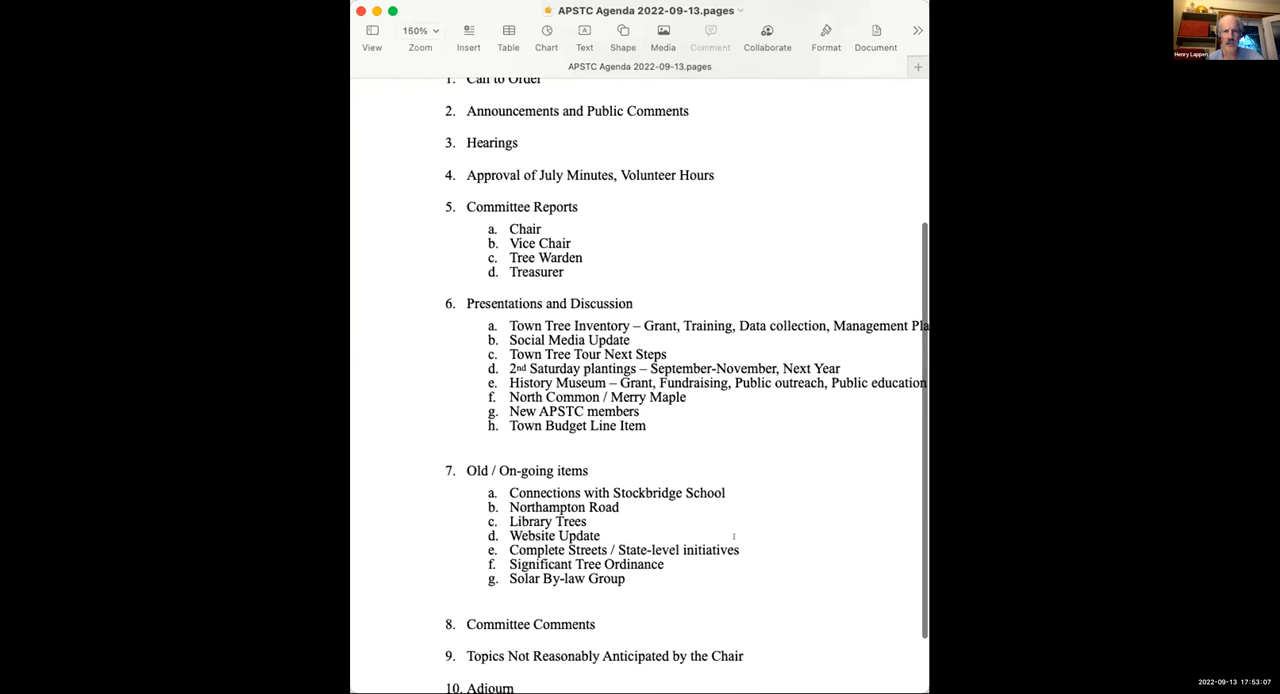 APSTC Agenda 2022-09-13.pages
150%
View Zoom Insert Table Chart Text Shape Media Comment Collaborate Format Document
APSTC Agenda 2022-09-13.pages
Henry Lappen
1. Call to Order
2. Announcements and Public Comments
3. Hearings
4. Approval of July Minutes, Volunteer Hours
5. Committee Reports
a. Chair
b. Vice Chair
c. Tree Warden
d. Treasurer
6. Presentations and Discussion
a. Town Tree Inventory – Grant, Training, Data collection, Management Pla
b. Social Media Update
c. Town Tree Tour Next Steps
d. 2nd Saturday plantings – September-November, Next Year
e. History Museum – Grant, Fundraising, Public outreach, Public education
f. North Common / Merry Maple
g. New APSTC members
h. Town Budget Line Item
7. Old / On-going items
a. Connections with Stockbridge School
b. Northampton Road
c. Library Trees
d. Website Update
e. Complete Streets / State-level initiatives
f. Significant Tree Ordinance
g. Solar By-law Group
8. Committee Comments
9. Topics Not Reasonably Anticipated by the Chair
10. Adjourn
2022-09-13 17:53:07